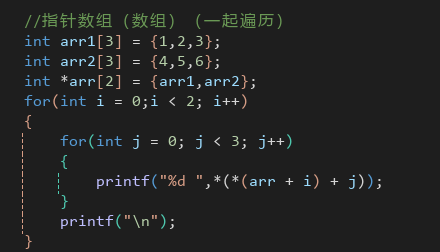 //指针数组（数组）（一起遍历）
int arr1[3] = {1,2,3};
int arr2[3] = {4,5,6};
int *arr[2] = {arr1,arr2};
for(int i = 0;i < 2; i++)
{
    for(int j = 0; j < 3; j++)
    {
        printf("%d ",*(*(arr + i) + j));
    }
    printf("\n");
}